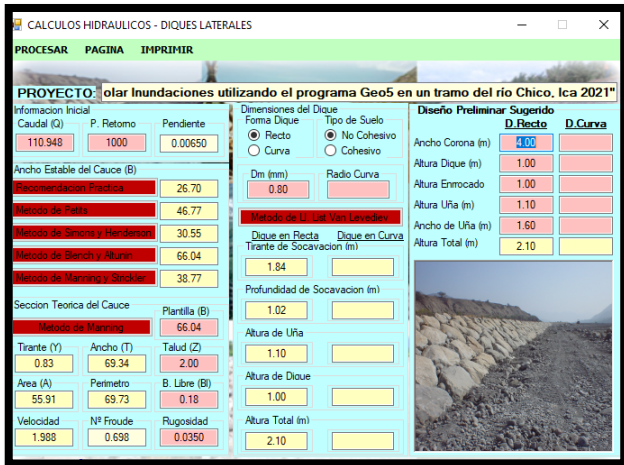 CALCULOS HIDRAULICOS - DIQUES LATERALES
PROCESAR PAGINA IMPRIMIR
PROYECTO: olar Inundaciones utilizando el programa Geo5 en un tramo del río Chico, Ica 2021"
Informacion Inicial
Caudal (Q) P. Retorno Pendiente
110.948 1000 0.00650
Ancho Estable del Cauce (B)
Recomendacion Practica 26.70
Metodo de Petits 46.77
Metodo de Simons y Henderson 30.55
Metodo de Blench y Altunin 66.04
Metodo de Manning y Strickler 38.77
Seccion Teorica del Cauce
Plantilla (B)
Metodo de Manning 66.04
Tirante (Y) Ancho (T) Talud (Z)
0.83 69.34 2.00
Area (A) Perimetro B. Libre (Bl)
55.91 69.73 0.18
Velocidad Nº Froude Rugosidad
1.988 0.698 0.0350
Dimensiones del Dique
Forma Dique Tipo de Suelo
Recto No Cohesivo
Curva Cohesivo
Dm (mm) Radio Curva
0.80
Metodo de Ll. List Van Levediev
Dique en Recta Dique en Curva
Tirante de Socavacion (m)
1.84
Profundidad de Socavacion (m)
1.02
Altura de Uña
1.10
Altura de Dique
1.00
Altura Total (m)
2.10
Diseño Preliminar Sugerido
D.Recto D.Curva
Ancho Corona (m) 4.00
Altura Dique (m) 1.00
Altura Enrrocado 1.00
Altura Uña (m) 1.10
Ancho de Uña (m) 1.60
Altura Total (m) 2.10